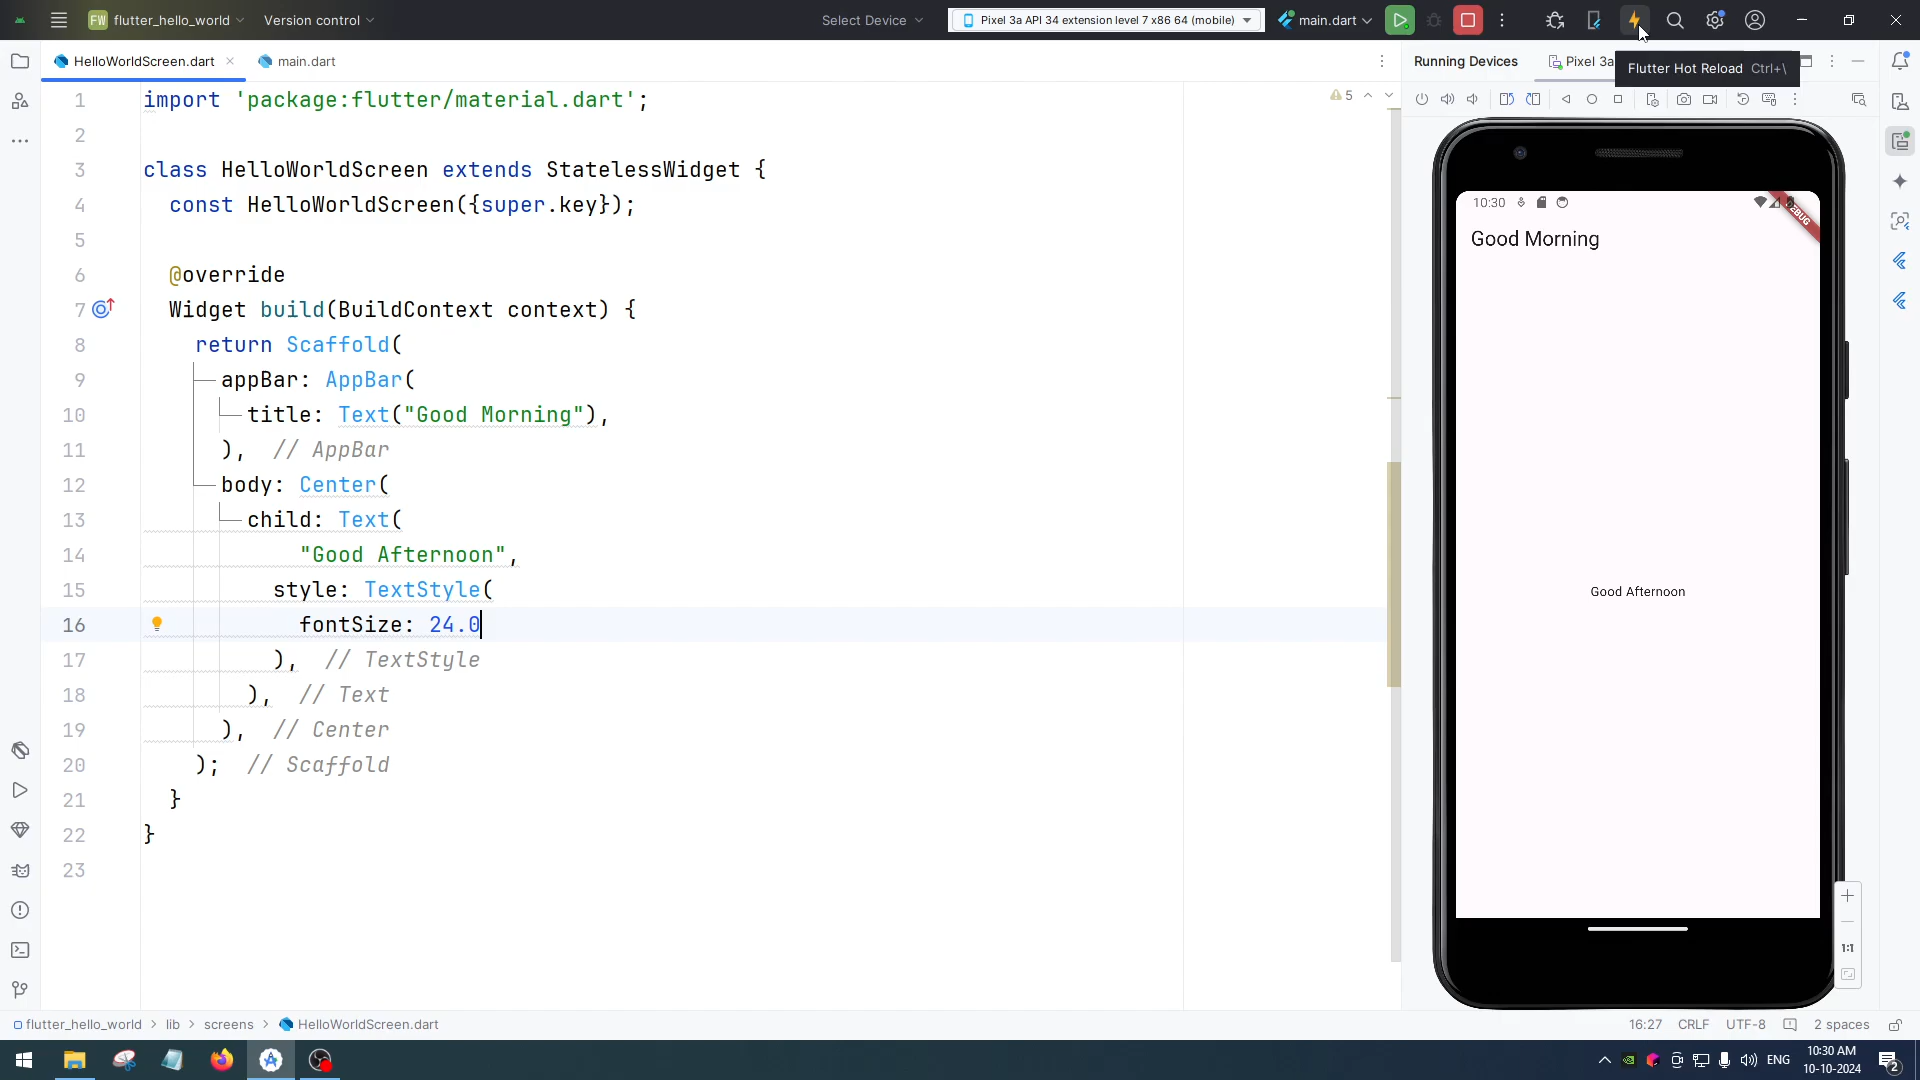 FW flutter_hello_world
Version control
Select Device
Pixel 3a API 34 extension level 7 x86 64 (mobile)
main.dart
HelloWorldScreen.dart
main.dart
Running Devices
Pixel 3a
Flutter Hot Reload Ctrl+\
1 import 'package:flutter/material.dart';
5
2
3 class HelloWorldScreen extends StatelessWidget {
4 const HelloWorldScreen({super.key});
5
6 @override
7 Widget build(BuildContext context) {
8 return Scaffold(
9 appBar: AppBar(
10 title: Text("Good Morning"),
11 ), // AppBar
12 body: Center(
13 child: Text(
14 "Good Afternoon",
15 style: TextStyle(
16 fontSize: 24.0
17 ), // TextStyle
18 ), // Text
19 ), // Center
20 ); // Scaffold
21 }
22 }
23
10:30
DEBUG
Good Morning
Good Afternoon
1:1
flutter_hello_world > lib > screens > HelloWorldScreen.dart
16:27 CRLF UTF-8 2 spaces
ENG
10:30 AM
10-10-2024
2